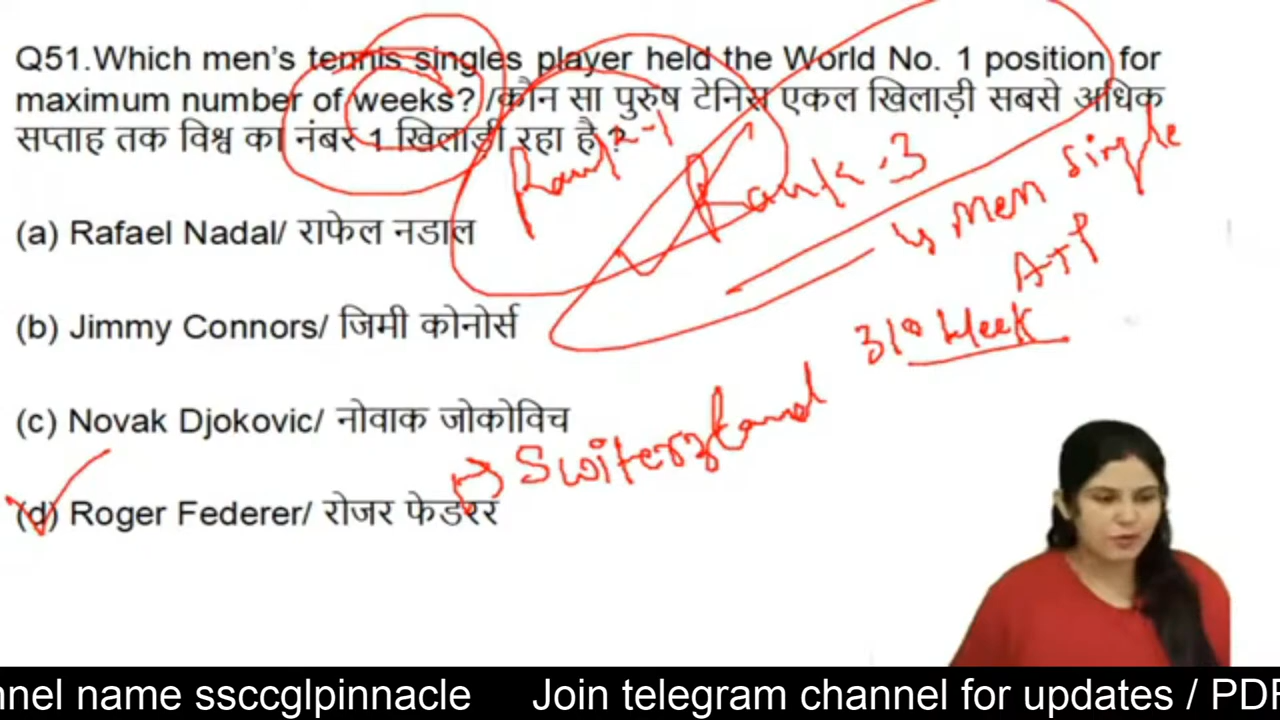 Q51.Which men's tennis singles player held the World No. 1 position for
maximum number of weeks? /कौन सा पुरुष टेनिस एकल खिलाड़ी सबसे अधिक
सप्ताह तक विश्व का नंबर 1 खिलाड़ी रहा है ?
Rank-1
Rank-3
Men single
ATP
(a) Rafael Nadal/ राफेल नडाल
(b) Jimmy Connors/ जिमी कोनोर्स
310 Week
(c) Novak Djokovic/ नोवाक जोकोविच
Switerzland
(d) Roger Federer/ रोजर फेडरर
nnel name ssccglpinnacle Join telegram channel for updates / PDF